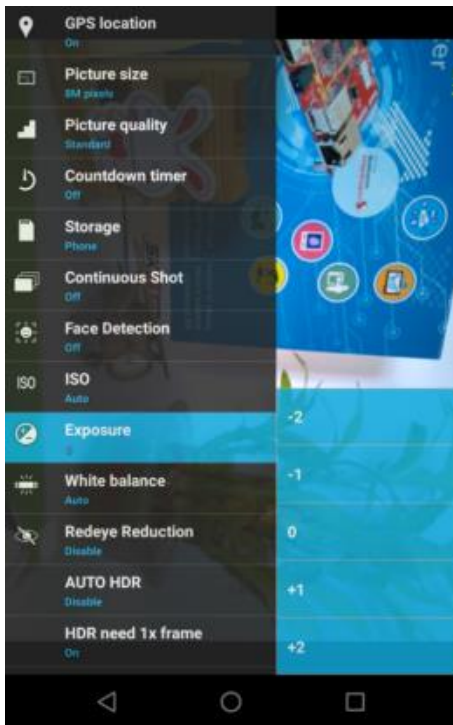 GPS location
On
Picture size
8M pixels
Picture quality
Standard
Countdown timer
Off
Storage
Phone
Continuous Shot
Off
Face Detection
Off
ISO
ISO
Auto
Exposure
-2
-1
0
+1
+2
White balance
Auto
Redeye Reduction
Disable
AUTO HDR
Disable
HDR need 1x frame
On